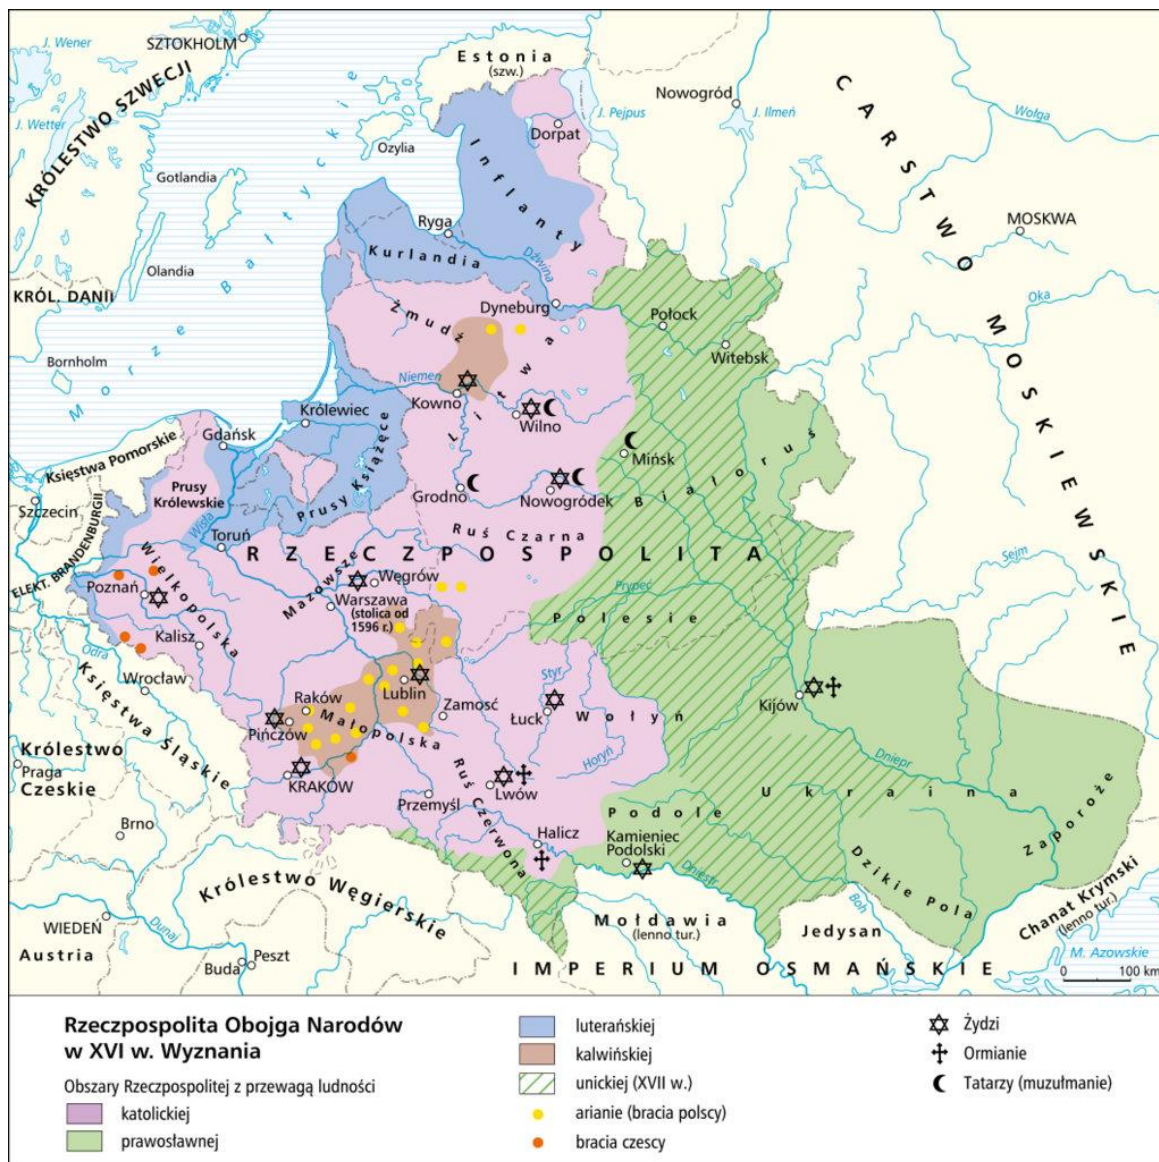 J. Wener
SZTOKHOLM
KRÓLESTWO SZWECJI
J. Wetter
Estonia
(szw.)
Nowogród
J. Pejpus
J. Ilmeń
Wołga
CARSTWO MOSKIEWSKIE
Dorpat
Ozylia
Gotlandia
Inflanty
Morze Bałtyckie
Ryga
MOSKWA
Kurlandia
Dźwina
Olandia
KRÓL. DANII
Oka
Dyneburg
Żmudź
Połock
Witebsk
Bornholm
Niemen
Kowno
Litwa
Wilno
Królewiec
Gdańsk
Księstwa Pomorskie
Mińsk
Białoruś
Prusy
Królewskie
Prusy Książęce
Grodno
Nowogródek
Szczecin
ELEKT. BRANDENBURGII
Wisła
Toruń
Ruś Czarna
RZECZPOSPOLITA
Sejm
Wielkopolska
Mazowsze
Węgrów
Poznań
Warszawa
(stolica od
1596 r.)
Prypeć
Polesie
Kalisz
Odra
Wrocław
Księstwa Śląskie
Lublin
Styr
Raków
Zamość
Łuck
Wołyń
Kijów
Pińczów
Małopolska
Królestwo
Czeskie
Praga
Horyń
Dniepr
KRAKÓW
Przemyśl
Ruś Czerwona
Lwów
Ukraina
Zaporoże
Podole
Brno
Halicz
Kamieniec
Podolski
Dzikie Pola
Królestwo Węgierskie
Dniestr
Boh
Chanat Krymski
(lenno tur.)
WIEDEŃ
Dunaj
Mołdawia
(lenno tur.)
Jedysan
Austria
Buda
Peszt
M. Azowskie
IMPERIUM OSMAŃSKIE
0 100 km
Rzeczpospolita Obojga Narodów
w XVI w. Wyznania
Obszary Rzeczpospolitej z przewagą ludności
katolickiej
prawosławnej
luterańskiej
kalwińskiej
unickiej (XVII w.)
arianie (bracia polscy)
bracia czescy
Żydzi
Ormianie
Tatarzy (muzułmanie)